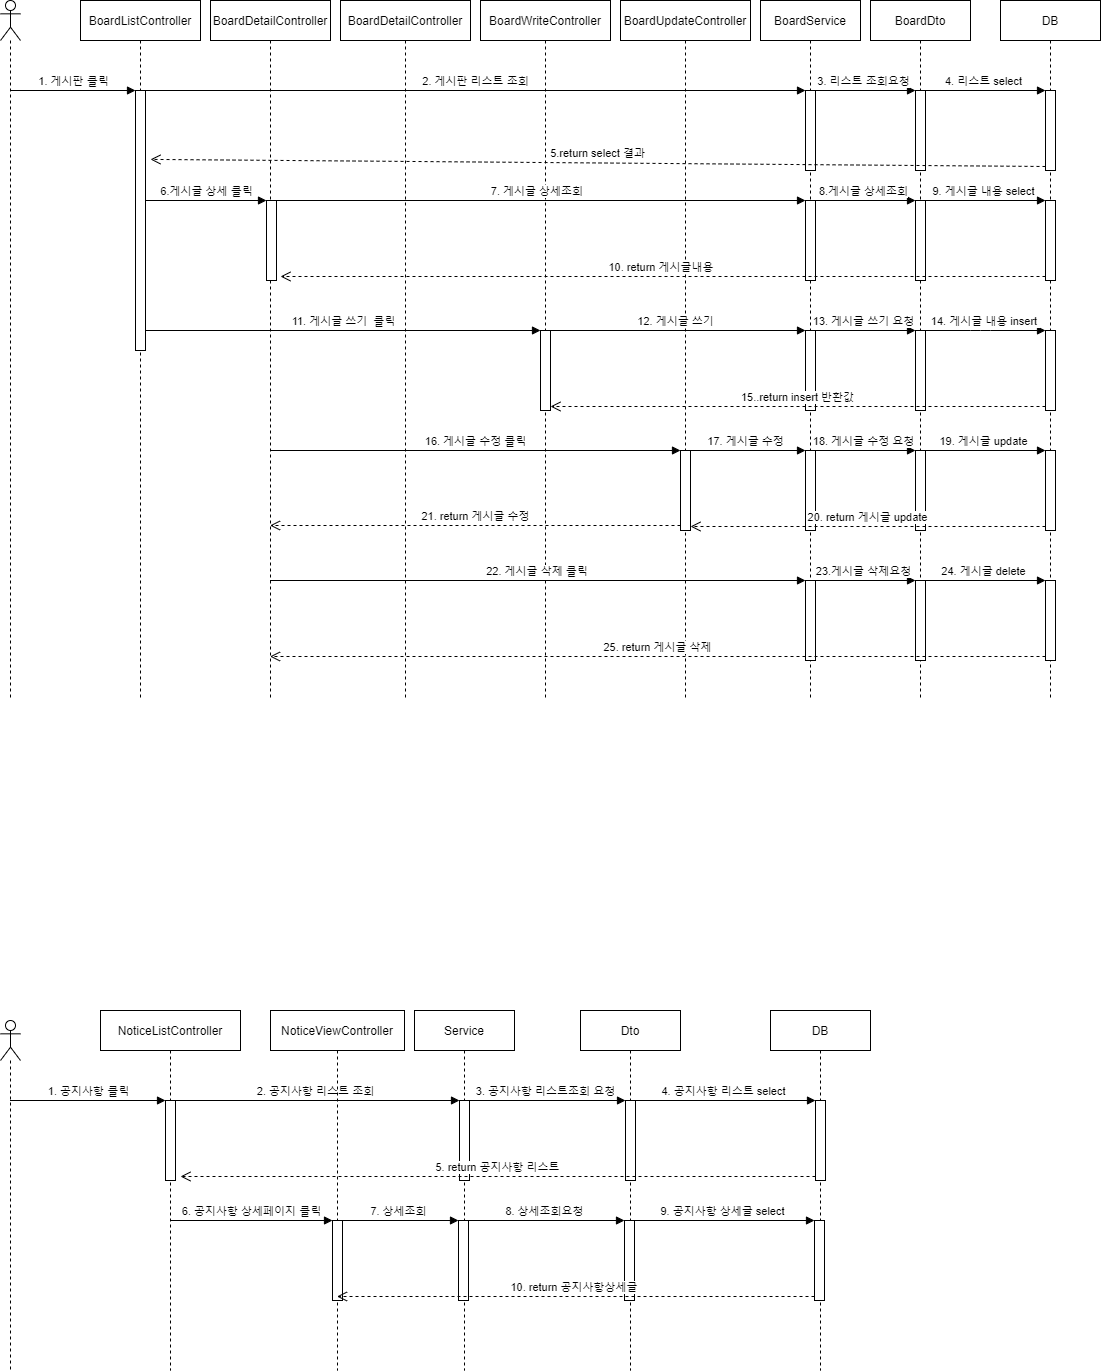 BoardListController
BoardDetailController
BoardDetailController
BoardWriteController
BoardUpdateController
BoardService
BoardDto
DB
1. 게시판 클릭
2. 게시판 리스트 조회
3. 리스트 조회요청
4. 리스트 select
5.return select 결과
6.게시글 상세 클릭
7. 게시글 상세조회
8.게시글 상세조회
9. 게시글 내용 select
10. return 게시글내용
11. 게시글 쓰기 클릭
12. 게시글 쓰기
13. 게시글 쓰기 요청
14. 게시글 내용 insert
15..return insert 반환값
16. 게시글 수정 클릭
17. 게시글 수정
18. 게시글 수정 요청
19. 게시글 update
21. return 게시글 수정
20. return 게시글 update
22. 게시글 삭제 클릭
23.게시글 삭제요청
24. 게시글 delete
25. return 게시글 삭제
NoticeListController
NoticeViewController
Service
Dto
DB
1. 공지사항 클릭
2. 공지사항 리스트 조회
3. 공지사항 리스트조회 요청
4. 공지사항 리스트 select
5. return 공지사항 리스트
6. 공지사항 상세페이지 클릭
7. 상세조회
8. 상세조회요청
9. 공지사항 상세글 select
10. return 공지사항상세글